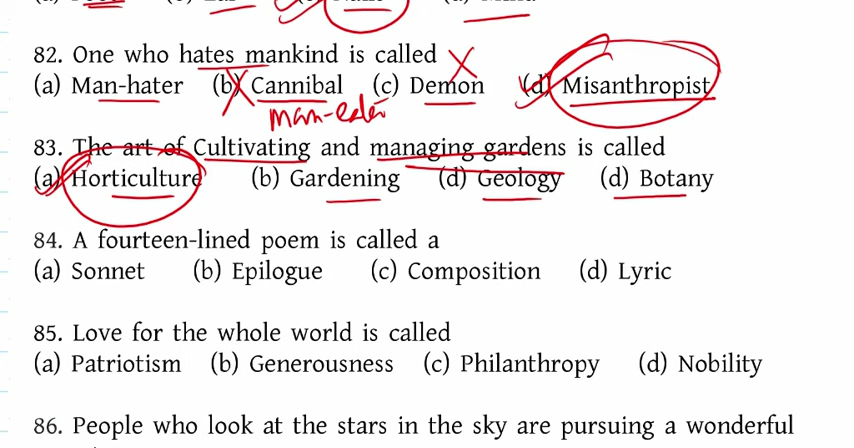 82. One who hates mankind is called
(a) Man-hater (b) Cannibal (c) Demon (d) Misanthropist
man-eater
83. The art of Cultivating and managing gardens is called
(a) Horticulture (b) Gardening (d) Geology (d) Botany
84. A fourteen-lined poem is called a
(a) Sonnet (b) Epilogue (c) Composition (d) Lyric
85. Love for the whole world is called
(a) Patriotism (b) Generousness (c) Philanthropy (d) Nobility
86. People who look at the stars in the sky are pursuing a wonderful